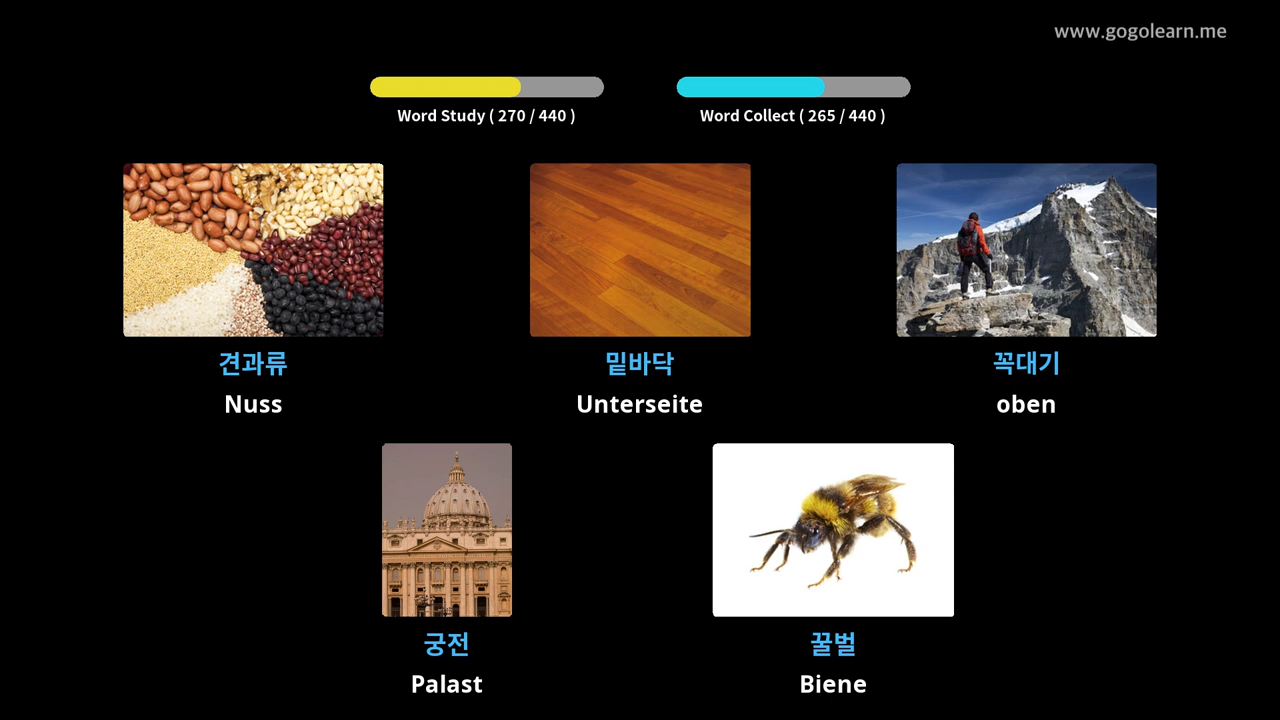 www.gogolearn.me
Word Study ( 270 / 440 )
Word Collect ( 265 / 440 )
견과류
Nuss
밑바닥
Unterseite
꼭대기
oben
궁전
Palast
꿀벌
Biene